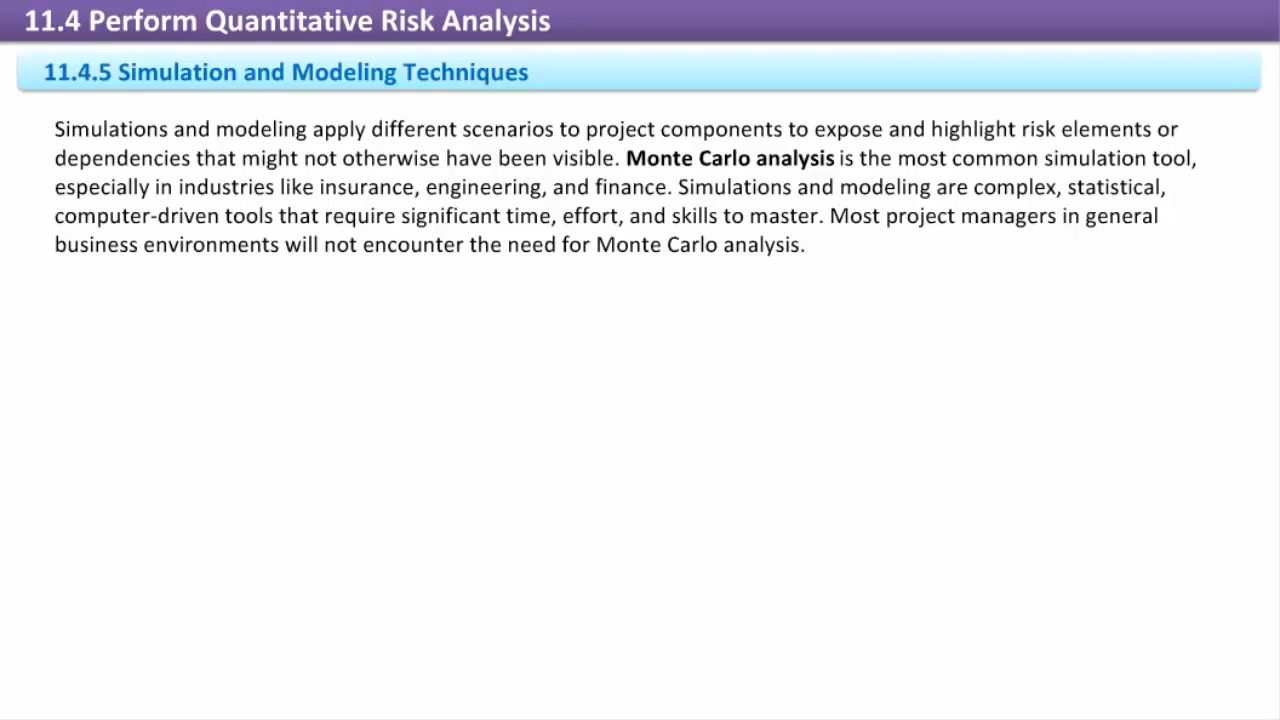 11.4 Perform Quantitative Risk Analysis
11.4.5 Simulation and Modeling Techniques
Simulations and modeling apply different scenarios to project components to expose and highlight risk elements or
dependencies that might not otherwise have been visible. Monte Carlo analysis is the most common simulation tool,
especially in industries like insurance, engineering, and finance. Simulations and modeling are complex, statistical,
computer-driven tools that require significant time, effort, and skills to master. Most project managers in general
business environments will not encounter the need for Monte Carlo analysis.